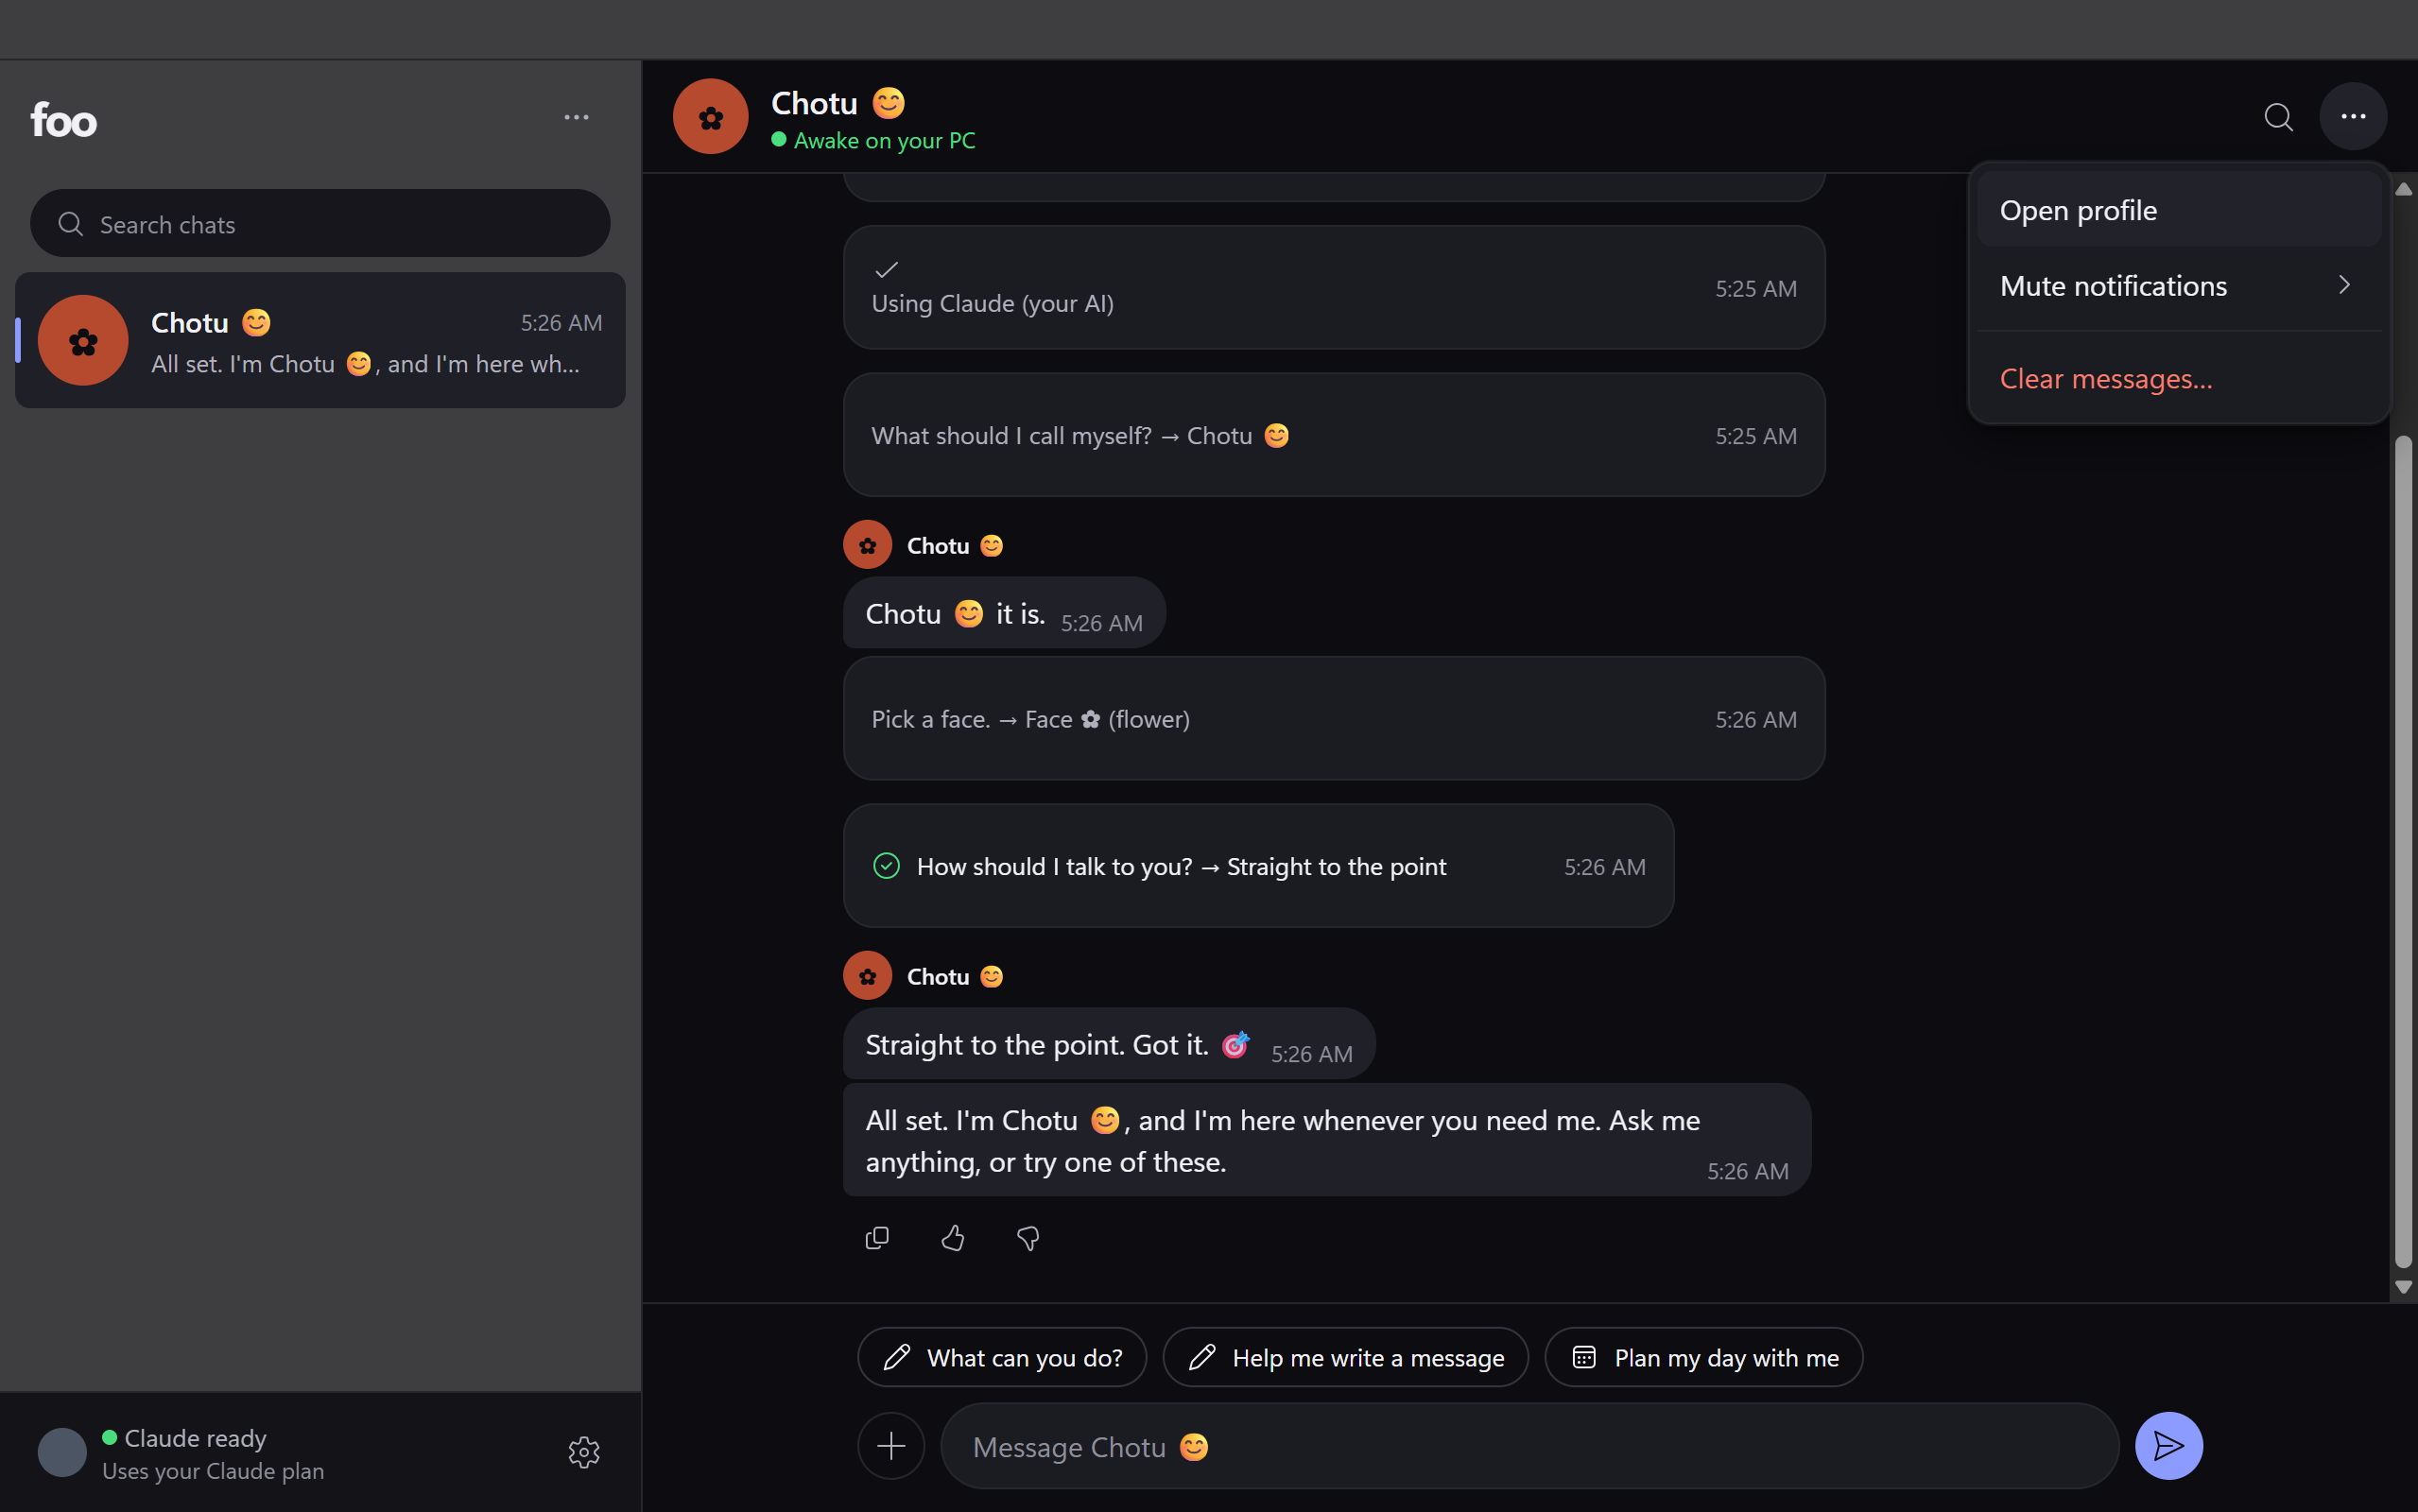 foo
Search chats
Chotu 😊 5:26 AM
All set. I'm Chotu 😊, and I'm here wh...
Claude ready
Uses your Claude plan
Chotu 😊
Awake on your PC
Open profile
Mute notifications
Clear messages...
Using Claude (your AI) 5:25 AM
What should I call myself? → Chotu 😊 5:25 AM
Chotu 😊
Chotu 😊 it is. 5:26 AM
Pick a face. → Face ✿ (flower) 5:26 AM
How should I talk to you? → Straight to the point 5:26 AM
Chotu 😊
Straight to the point. Got it. 🎯 5:26 AM
All set. I'm Chotu 😊, and I'm here whenever you need me. Ask me
anything, or try one of these. 5:26 AM
What can you do? Help me write a message Plan my day with me
Message Chotu 😊